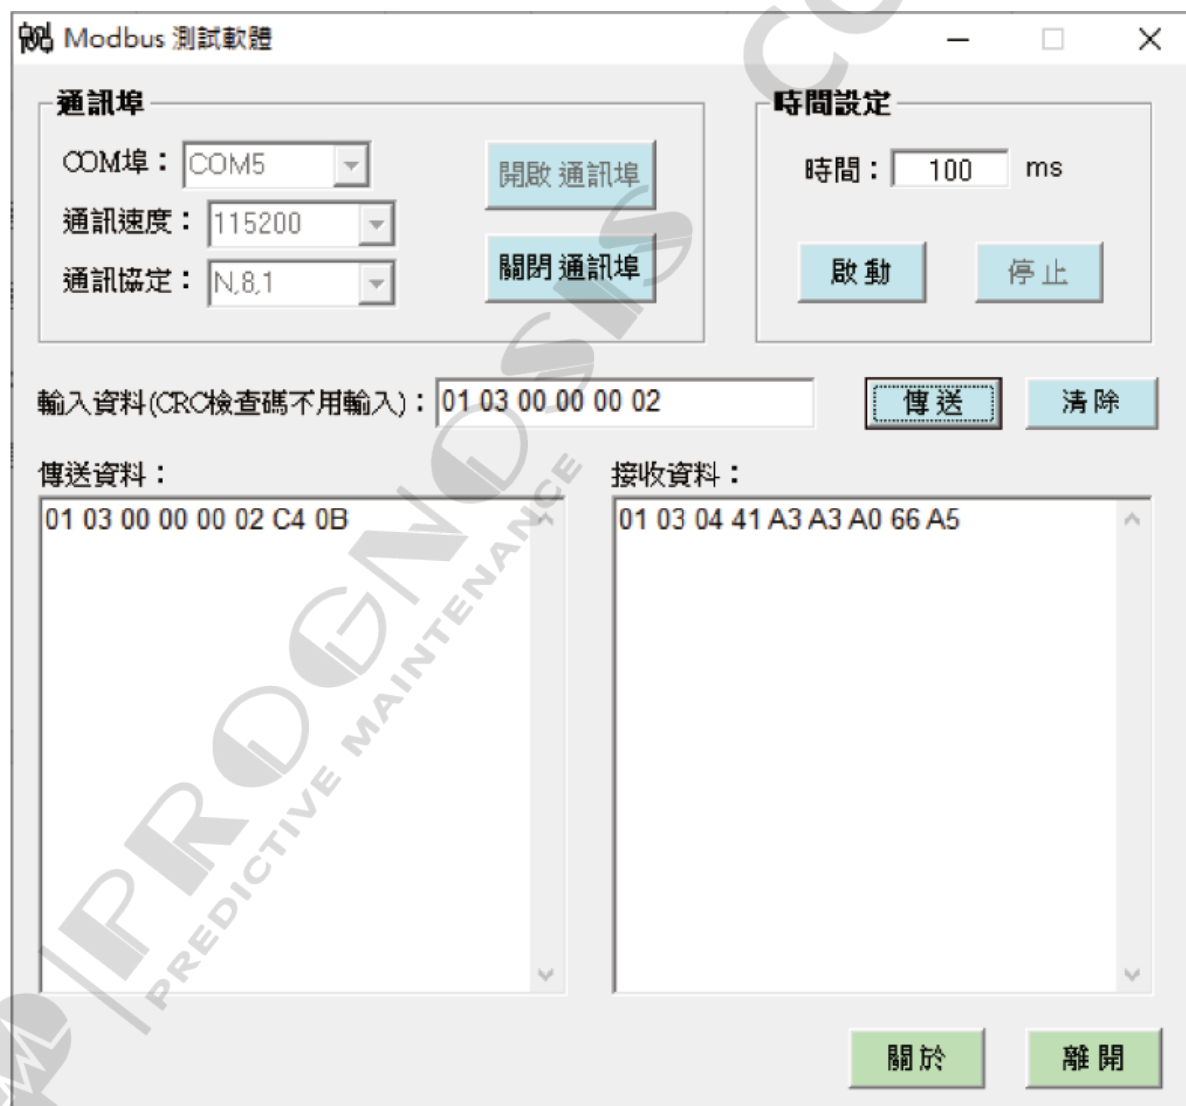 Modbus 測試軟體
通訊埠
COM埠： COM5
開啟 通訊埠
通訊速度： 115200
關閉 通訊埠
通訊協定： N,8,1
時間設定
時間： 100 ms
啟 動 停 止
輸入資料(CRC檢查碼不用輸入)： 01 03 00 00 00 02 傳 送 清 除
傳送資料：
01 03 00 00 00 02 C4 0B
接收資料：
01 03 04 41 A3 A3 A0 66 A5
關 於 離 開
PROGNOSIS
PREDICTIVE MAINTENANCE